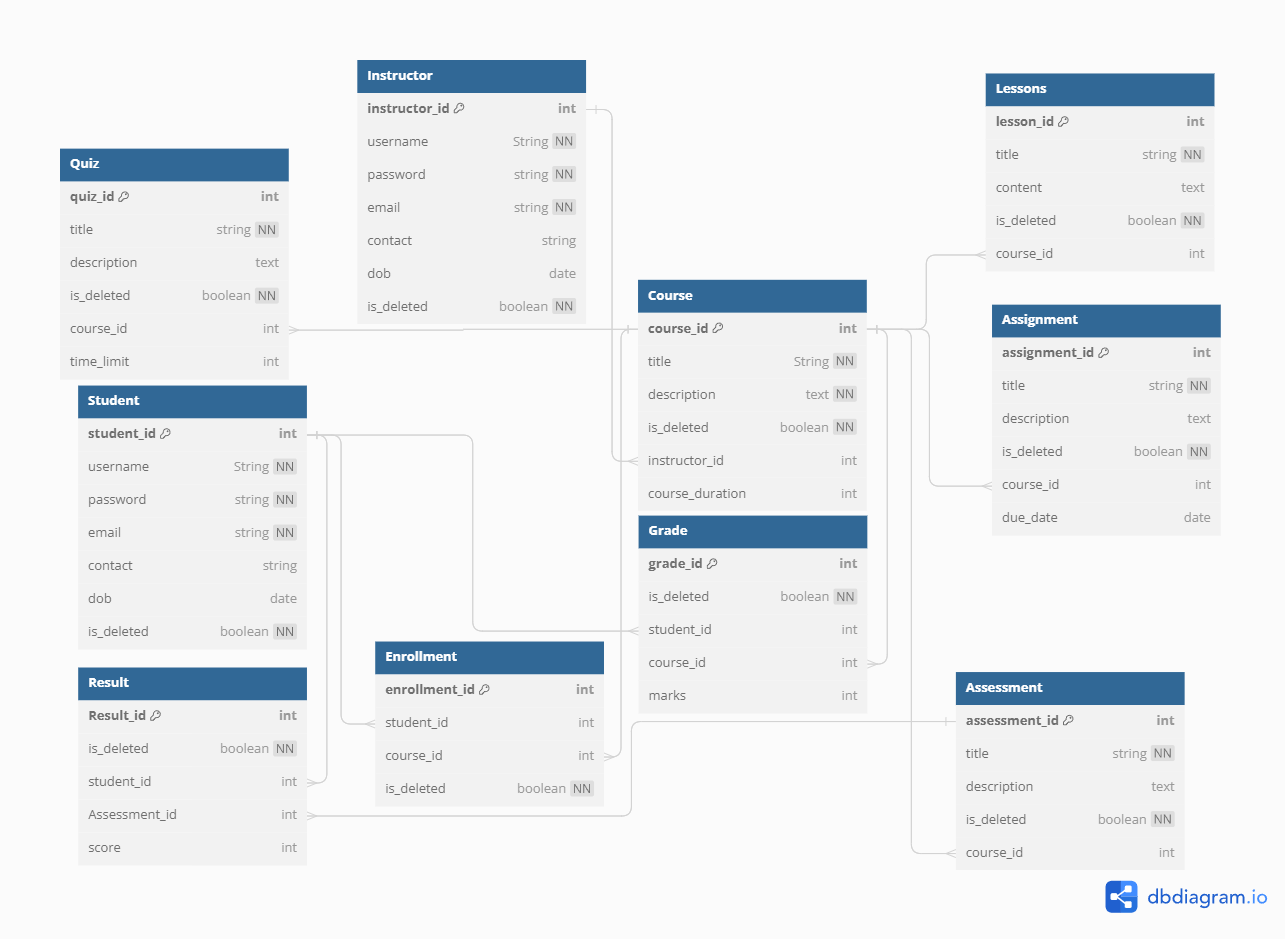 Instructor
instructor_id int
username String NN
password string NN
email string NN
contact string
dob date
is_deleted boolean NN
Lessons
lesson_id int
title string NN
content text
is_deleted boolean NN
course_id int
Quiz
quiz_id int
title string NN
description text
is_deleted boolean NN
course_id int
time_limit int
Course
course_id int
title String NN
description text NN
is_deleted boolean NN
instructor_id int
course_duration int
Assignment
assignment_id int
title string NN
description text
is_deleted boolean NN
course_id int
due_date date
Student
student_id int
username String NN
password string NN
email string NN
contact string
dob date
is_deleted boolean NN
Grade
grade_id int
is_deleted boolean NN
student_id int
course_id int
marks int
Enrollment
enrollment_id int
student_id int
course_id int
is_deleted boolean NN
Result
Result_id int
is_deleted boolean NN
student_id int
Assessment_id int
score int
Assessment
assessment_id int
title string NN
description text
is_deleted boolean NN
course_id int
dbdiagram.io